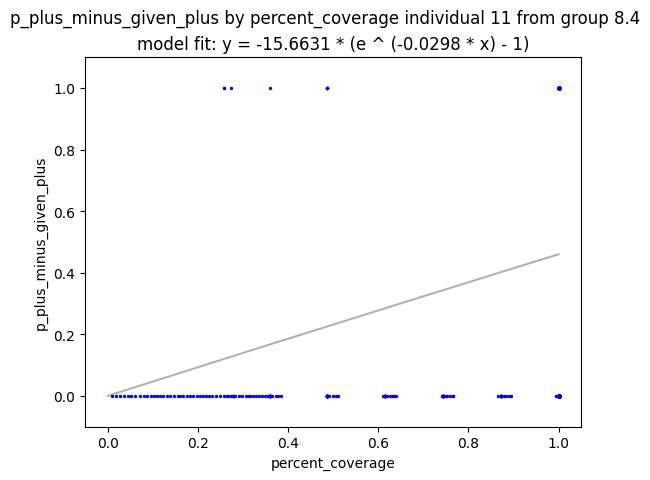 p_plus_minus_given_plus by percent_coverage individual 11 from group 8.4
model fit: y = -15.6631 * (e ^ (-0.0298 * x) - 1)
1.0
0.8
0.6
0.4
0.2
0.0
p_plus_minus_given_plus
0.0 0.2 0.4 0.6 0.8 1.0
percent_coverage